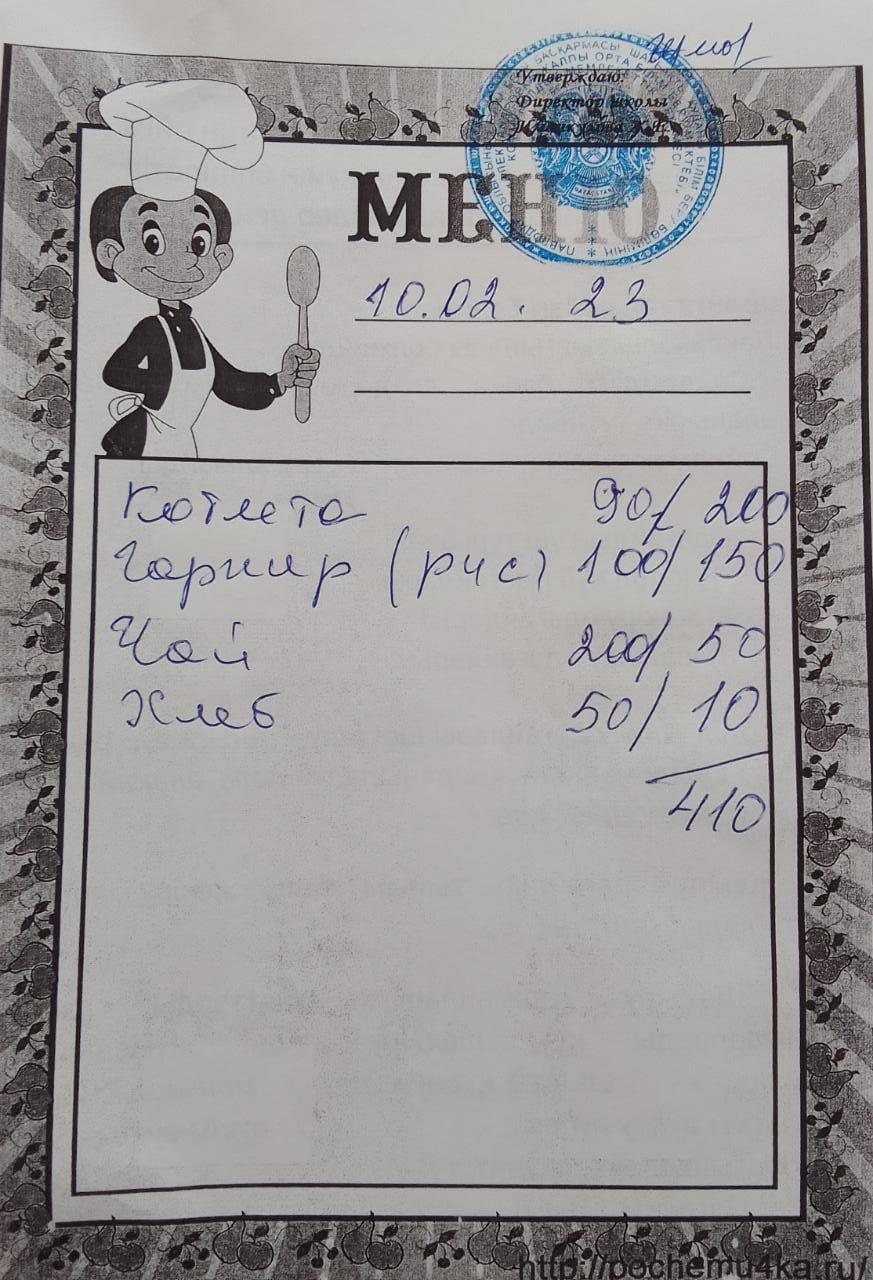 Утверждаю:
Директор школы
МЕНЮ
10.02. 23
Котлета 90/ 200
Гарнир (рис) 100/ 150
Чай 200/ 50
Хлеб 50/ 10
410
http://pochemu4ka.ru/